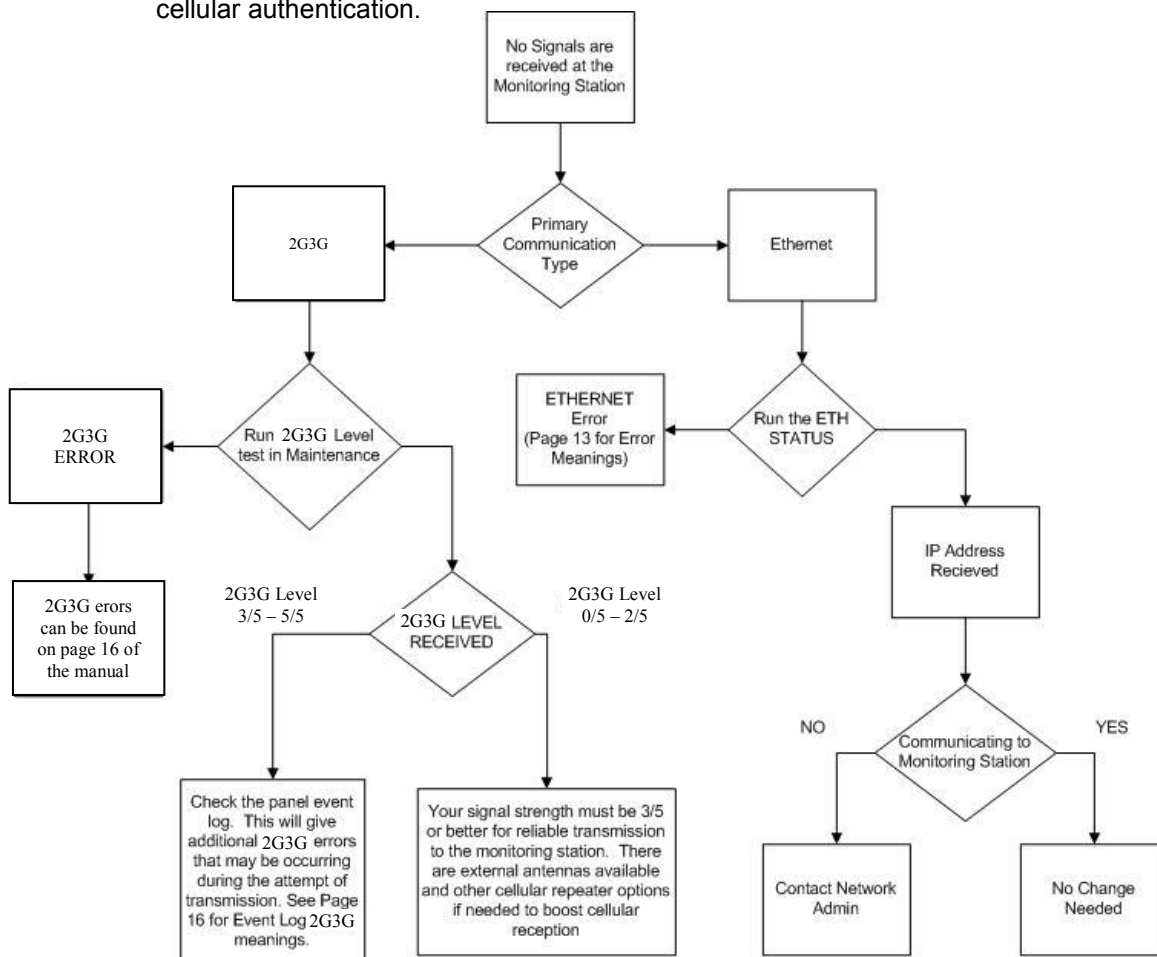 cellular authentication.
No Signals are
received at the
Monitoring Station
Primary
Communication
Type
2G3G
Ethernet
Run 2G3G Level
test in Maintenance
2G3G
ERROR
ETHERNET
Error
(Page 13 for Error
Meanings)
Run the ETH
STATUS
2G3G erors
can be found
on page 16 of
the manual
2G3G Level
3/5 – 5/5
2G3G LEVEL
RECEIVED
2G3G Level
0/5 – 2/5
IP Address
Recieved
NO
Communicating to
Monitoring Station
YES
Check the panel event
log. This will give
additional 2G3G errors
that may be occurring
during the attempt of
transmission. See Page
16 for Event Log 2G3G
meanings.
Your signal strength must be 3/5
or better for reliable transmission
to the monitoring station. There
are external antennas available
and other cellular repeater options
if needed to boost cellular
reception
Contact Network
Admin
No Change
Needed